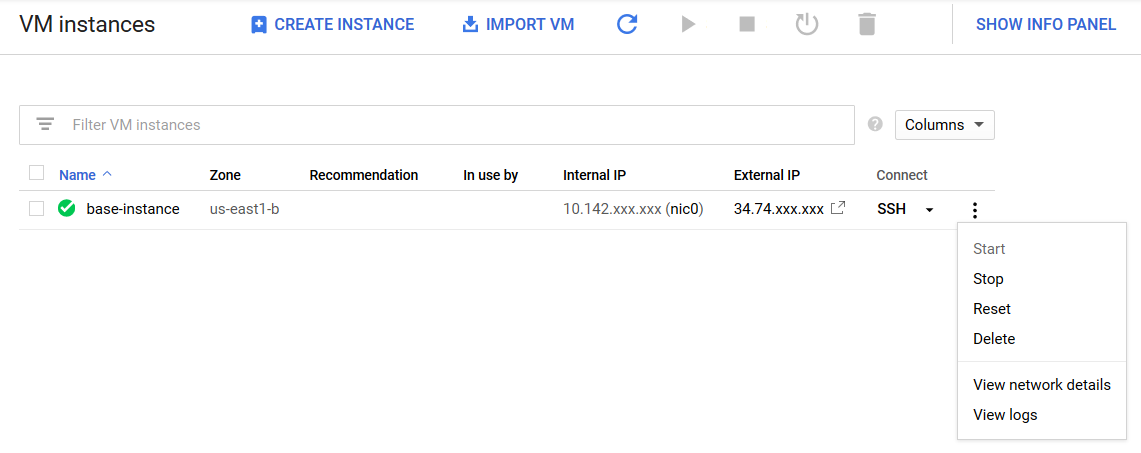 VM instances CREATE INSTANCE IMPORT VM SHOW INFO PANEL
Filter VM instances Columns
Name Zone Recommendation In use by Internal IP External IP Connect
base-instance us-east1-b 10.142.xxx.xxx (nic0) 34.74.xxx.xxx SSH
Start
Stop
Reset
Delete
View network details
View logs